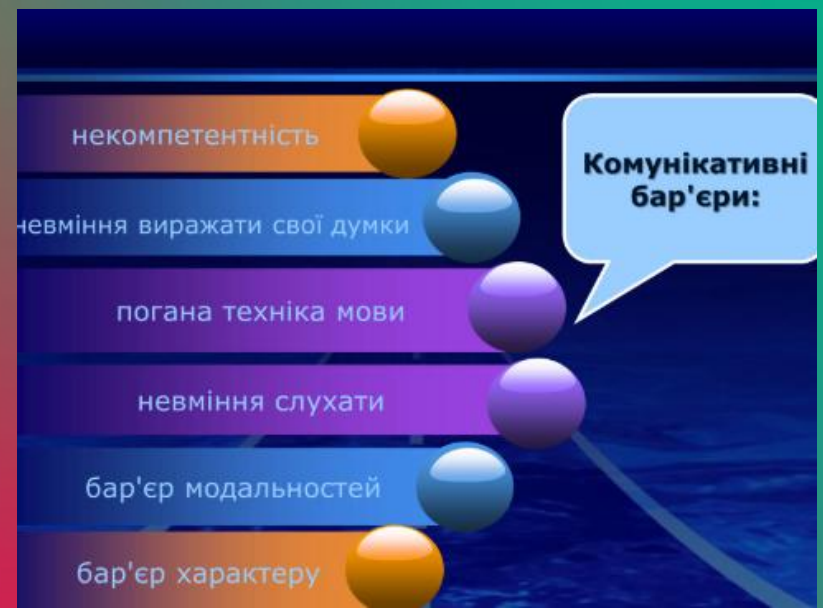 Комунікативні
бар'єри:
некомпетентність
невміння виражати свої думки
погана техніка мови
невміння слухати
бар'єр модальностей
бар'єр характеру